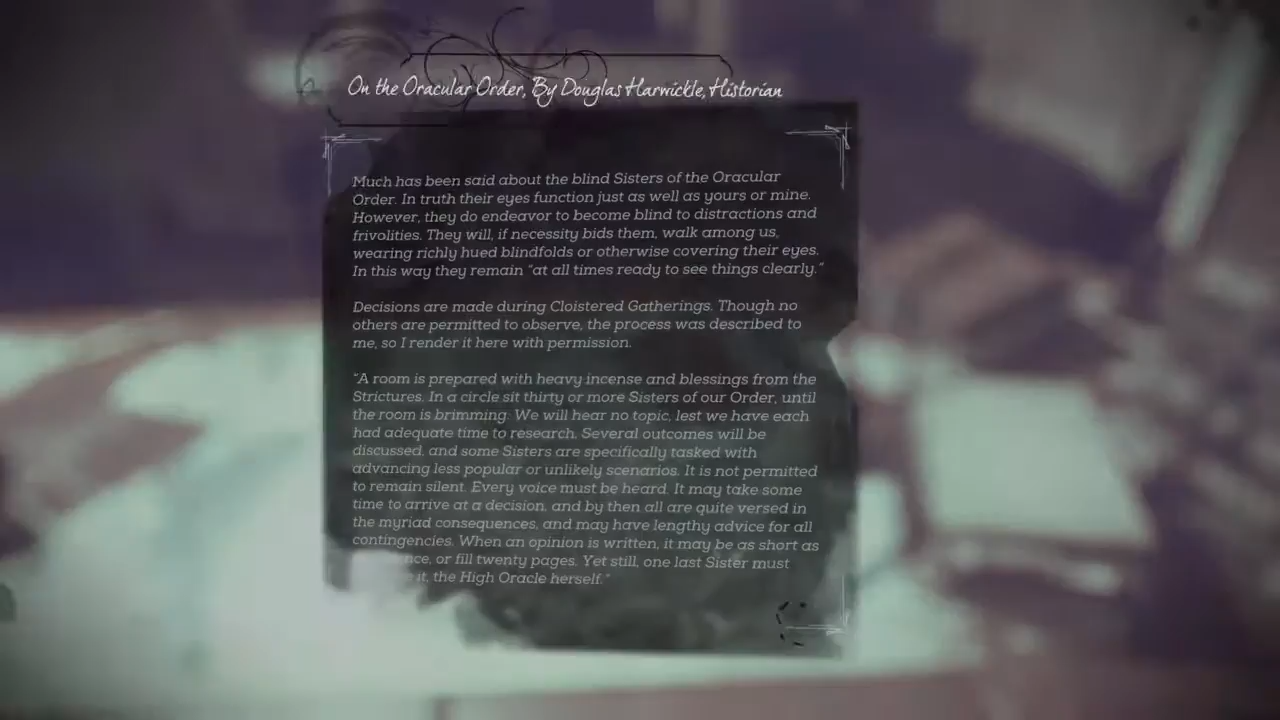 On the Oracular Order, By Douglas Harwickle, Historian
Much has been said about the blind Sisters of the Oracular
Order. In truth their eyes function just as well as yours or mine.
However, they do endeavor to become blind to distractions and
frivolities. They will, if necessity bids them, walk among us,
wearing richly hued blindfolds or otherwise covering their eyes.
In this way they remain "at all times ready to see things clearly."
Decisions are made during Cloistered Gatherings. Though no
others are permitted to observe, the process was described to
me, so I render it here with permission.
"A room is prepared with heavy incense and blessings from the
Strictures. In a circle sit thirty or more Sisters of our Order, until
the room is brimming. We will hear no topic, lest we have each
had adequate time to research. Several outcomes will be
discussed, and some Sisters are specifically tasked with
advancing less popular or unlikely scenarios. It is not permitted
to remain silent. Every voice must be heard. It may take some
time to arrive at a decision, and by then all are quite versed in
the myriad consequences, and may have lengthy advice for all
contingencies. When an opinion is written, it may be as short as
or fill twenty pages. Yet still, one last Sister must
it, the High Oracle herself."